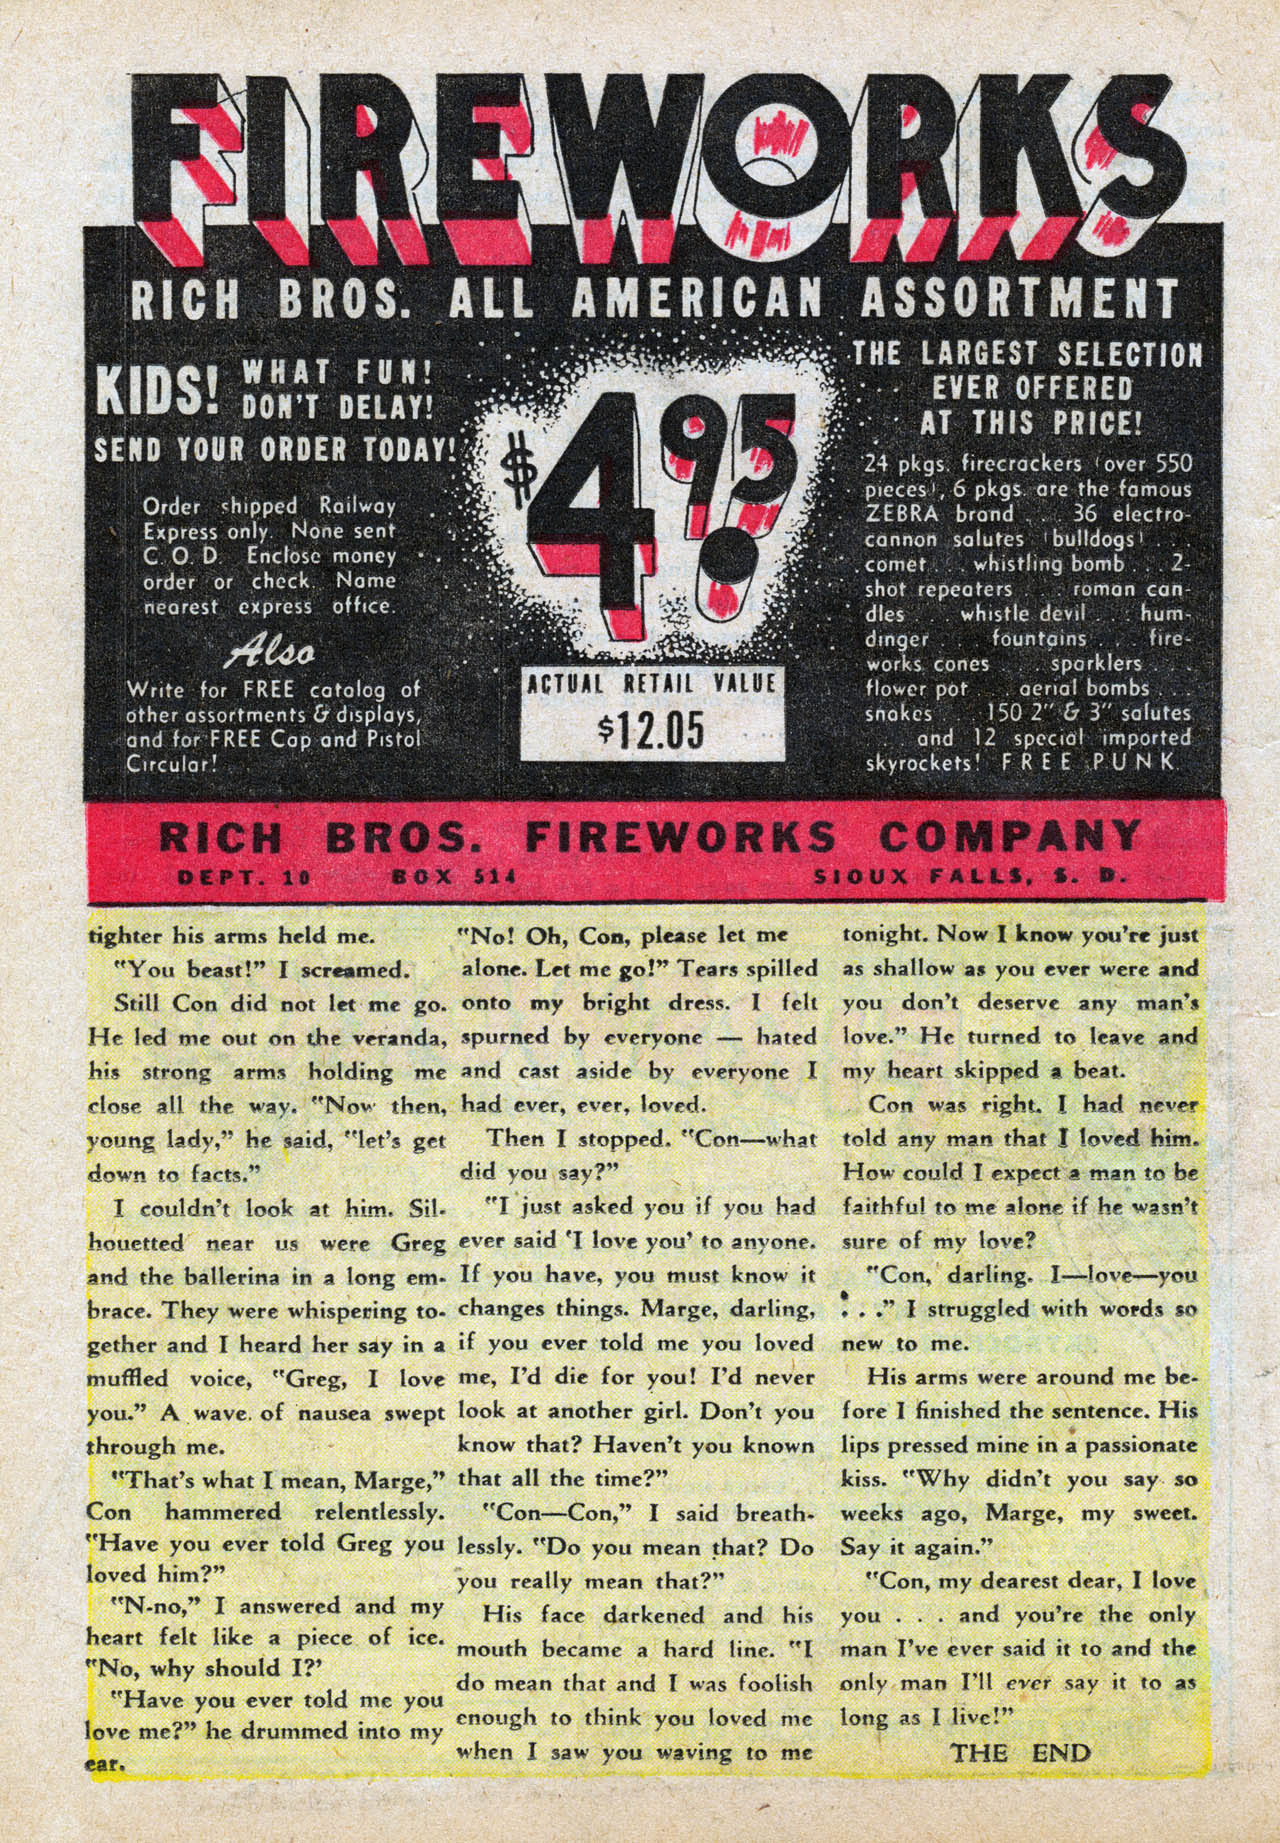 FIREWORKS
RICH BROS. ALL AMERICAN ASSORTMENT
KIDS! WHAT FUN!
DON'T DELAY!
SEND YOUR ORDER TODAY!
Order shipped Railway
Express only. None sent
C. O. D. Enclose money
order or check. Name
nearest express office.
Also
Write for FREE catalog of
other assortments & displays,
and for FREE Cap and Pistol
Circular!
$4.95
ACTUAL RETAIL VALUE
$12.05
THE LARGEST SELECTION
EVER OFFERED
AT THIS PRICE!
24 pkgs. firecrackers (over 550
pieces), 6 pkgs. are the famous
ZEBRA brand . . . 36 electro-
cannon salutes (bulldogs) . . .
comet . . . whistling bomb . . . 2-
shot repeaters . . . roman can-
dles . . . whistle devil . . . hum-
dinger . . . fountains . . . fire-
works cones . . . sparklers . . .
flower pot . . . aerial bombs . . .
snakes . . . 150 2" & 3" salutes
. . . and 12 special imported
skyrockets! FREE PUNK.
RICH BROS. FIREWORKS COMPANY
DEPT. 10 BOX 514 SIOUX FALLS, S. D.
tighter his arms held me.
"You beast!" I screamed.
Still Con did not let me go.
He led me out on the veranda,
his strong arms holding me
close all the way. "Now then,
young lady," he said, "let's get
down to facts."
I couldn't look at him. Sil-
houetted near us were Greg
and the ballerina in a long em-
brace. They were whispering to-
gether and I heard her say in a
muffled voice, "Greg, I love
you." A wave of nausea swept
through me.
"That's what I mean, Marge,"
Con hammered relentlessly.
"Have you ever told Greg you
loved him?"
"N-no," I answered and my
heart felt like a piece of ice.
"No, why should I?'
"Have you ever told me you
love me?" he drummed into my
ear.
"No! Oh, Con, please let me
alone. Let me go!" Tears spilled
onto my bright dress. I felt
spurned by everyone — hated
and cast aside by everyone I
had ever, ever, loved.
Then I stopped. "Con—what
did you say?"
"I just asked you if you had
ever said 'I love you' to anyone.
If you have, you must know it
changes things. Marge, darling,
if you ever told me you loved
me, I'd die for you! I'd never
look at another girl. Don't you
know that? Haven't you known
that all the time?"
"Con—Con," I said breath-
lessly. "Do you mean that? Do
you really mean that?"
His face darkened and his
mouth became a hard line. "I
do mean that and I was foolish
enough to think you loved me
when I saw you waving to me
tonight. Now I know you're just
as shallow as you ever were and
you don't deserve any man's
love." He turned to leave and
my heart skipped a beat.
Con was right. I had never
told any man that I loved him.
How could I expect a man to be
faithful to me alone if he wasn't
sure of my love?
"Con, darling. I—love—you
. . ." I struggled with words so
new to me.
His arms were around me be-
fore I finished the sentence. His
lips pressed mine in a passionate
kiss. "Why didn't you say so
weeks ago, Marge, my sweet.
Say it again."
"Con, my dearest dear, I love
you . . . and you're the only
man I've ever said it to and the
only man I'll ever say it to as
long as I live!"
THE END